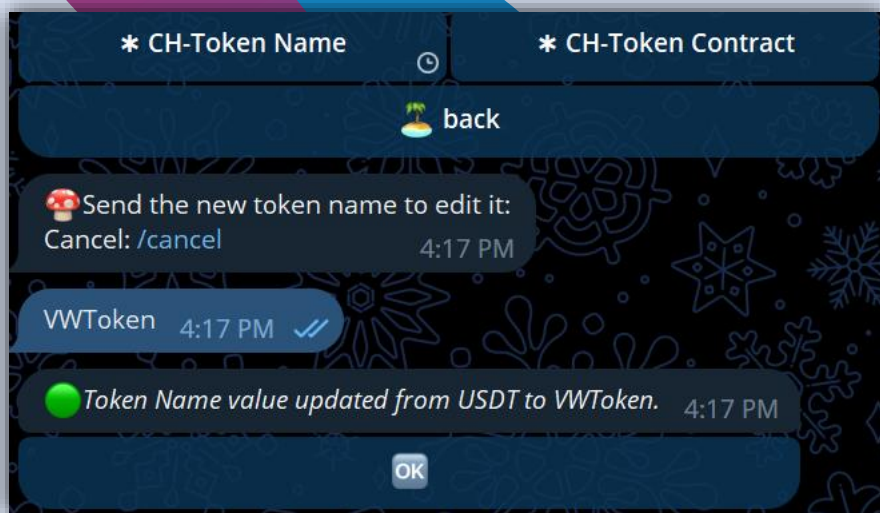 * CH-Token Name
* CH-Token Contract
🏝 back
🍄Send the new token name to edit it:
Cancel: /cancel
4:17 PM
VWToken 4:17 PM
🟢Token Name value updated from USDT to VWToken. 4:17 PM
OK